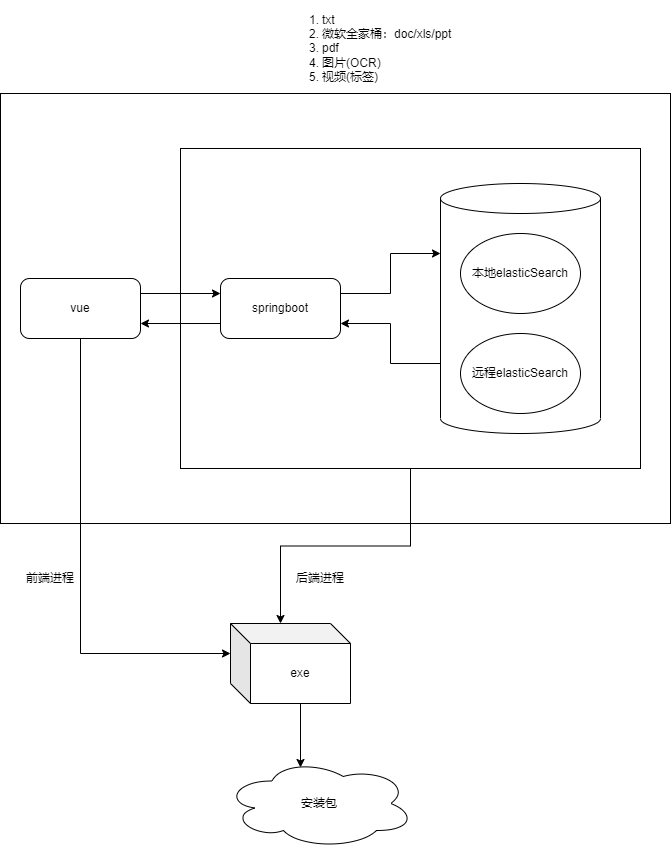 1. txt
2. 微软全家桶：doc/xls/ppt
3. pdf
4. 图片(OCR)
5. 视频(标签)
本地elasticSearch
vue
springboot
远程elasticSearch
前端进程
后端进程
exe
安装包